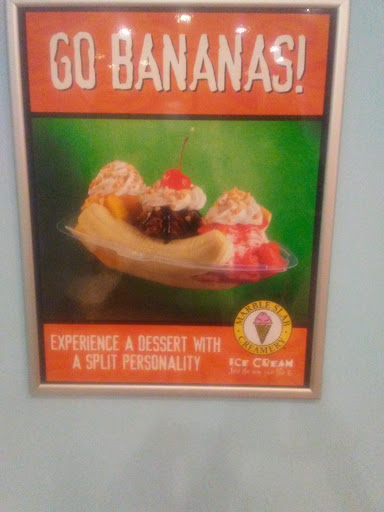 GO BANANAS!
EXPERIENCE A DESSERT WITH
A SPLIT PERSONALITY
MARBLE SLAB
CREAMERY
ICE CREAM